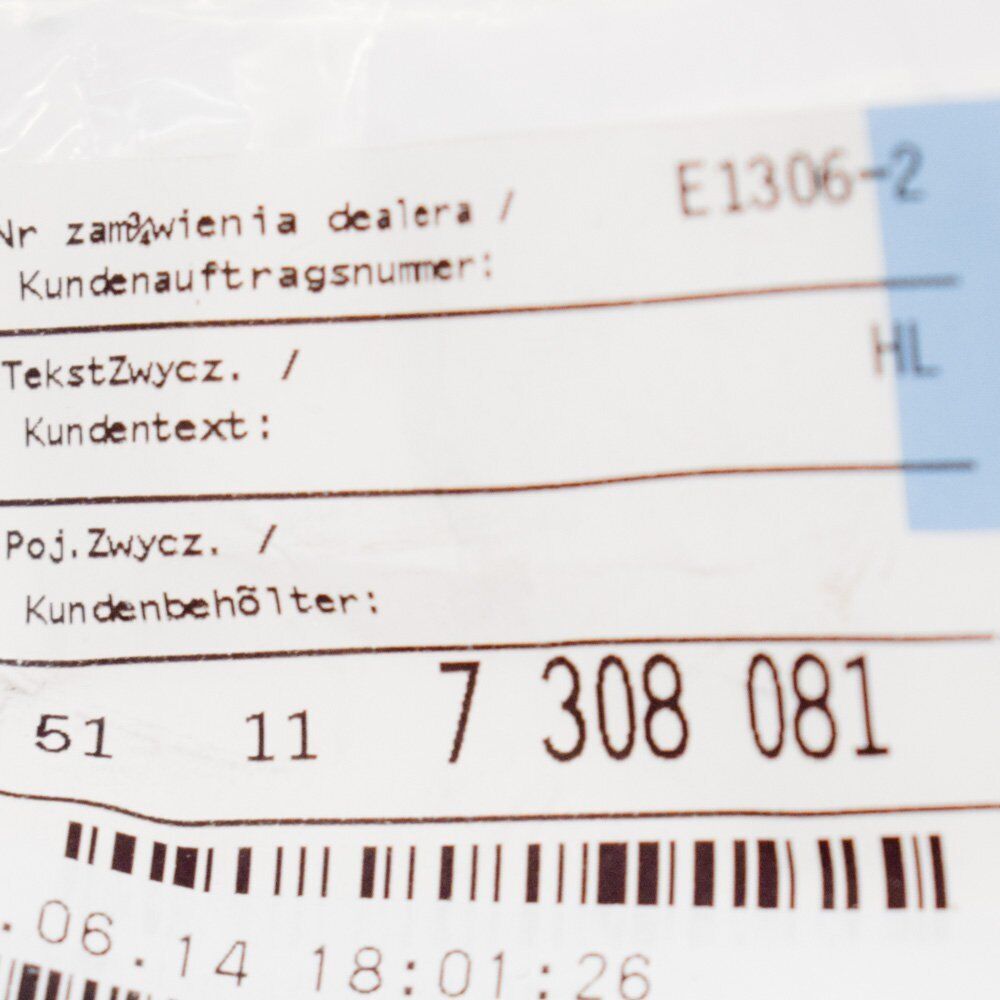 Nr zam¾wienia dealera / E1306-2
Kundenauftragsnummer:
TekstZwycz. / HL
Kundentext:
Poj.Zwycz. /
Kundenbehõlter:
51 11 7 308 081
.06.14 18:01:26